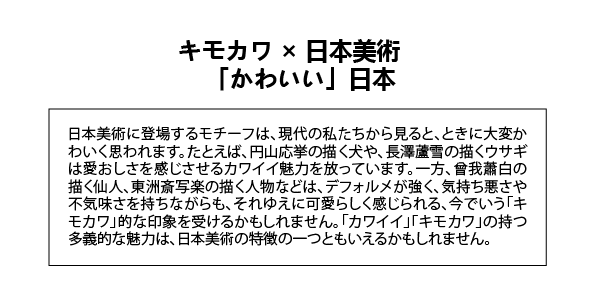 キモカワ × 日本美術
「かわいい」日本
日本美術に登場するモチーフは、現代の私たちから見ると、ときに大変か
わいく思われます。たとえば、円山応挙の描く犬や、長澤蘆雪の描くウサギ
は愛おしさを感じさせるカワイイ魅力を放っています。一方、曾我蕭白の
描く仙人、東洲斎写楽の描く人物などは、デフォルメが強く、気持ち悪さや
不気味さを持ちながらも、それゆえに可愛らしく感じられる、今でいう「キ
モカワ」的な印象を受けるかもしれません。「カワイイ」「キモカワ」の持つ
多義的な魅力は、日本美術の特徴の一つともいえるかもしれません。